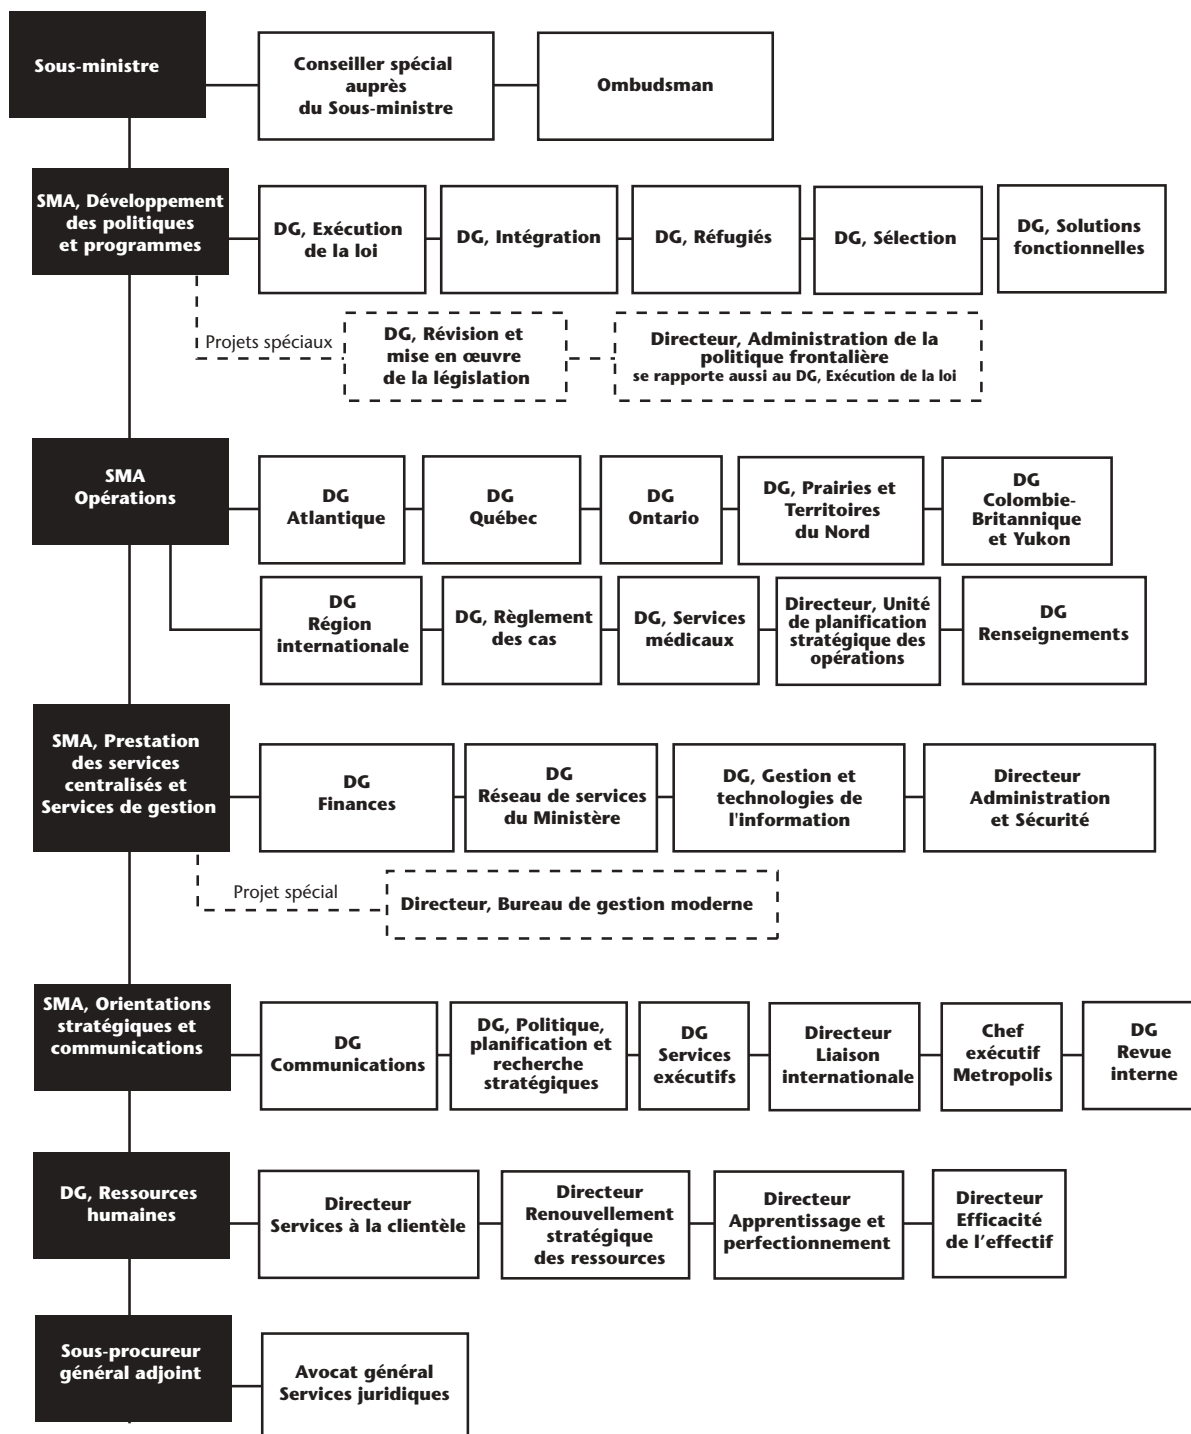 Sous-ministre
Conseiller spécial
auprès
du Sous-ministre
Ombudsman
SMA, Développement
des politiques
et programmes
DG, Exécution
de la loi
DG, Intégration
DG, Réfugiés
DG, Sélection
DG, Solutions
fonctionnelles
Projets spéciaux
DG, Révision et
mise en œuvre
de la législation
Directeur, Administration de la
politique frontalière
se rapporte aussi au DG, Exécution de la loi
SMA
Opérations
DG
Atlantique
DG
Québec
DG
Ontario
DG, Prairies et
Territoires
du Nord
DG
Colombie-
Britannique
et Yukon
DG
Région
internationale
DG, Règlement
des cas
DG, Services
médicaux
Directeur, Unité
de planification
stratégique des
opérations
DG
Renseignements
SMA, Prestation
des services
centralisés et
Services de gestion
DG
Finances
DG
Réseau de services
du Ministère
DG, Gestion et
technologies de
l'information
Directeur
Administration
et Sécurité
Projet spécial
Directeur, Bureau de gestion moderne
SMA, Orientations
stratégiques et
communications
DG
Communications
DG, Politique,
planification et
recherche
stratégiques
DG
Services
exécutifs
Directeur
Liaison
internationale
Chef
exécutif
Metropolis
DG
Revue
interne
DG, Ressources
humaines
Directeur
Services à la clientèle
Directeur
Renouvellement
stratégique
des ressources
Directeur
Apprentissage et
perfectionnement
Directeur
Efficacité
de l'effectif
Sous-procureur
général adjoint
Avocat général
Services juridiques